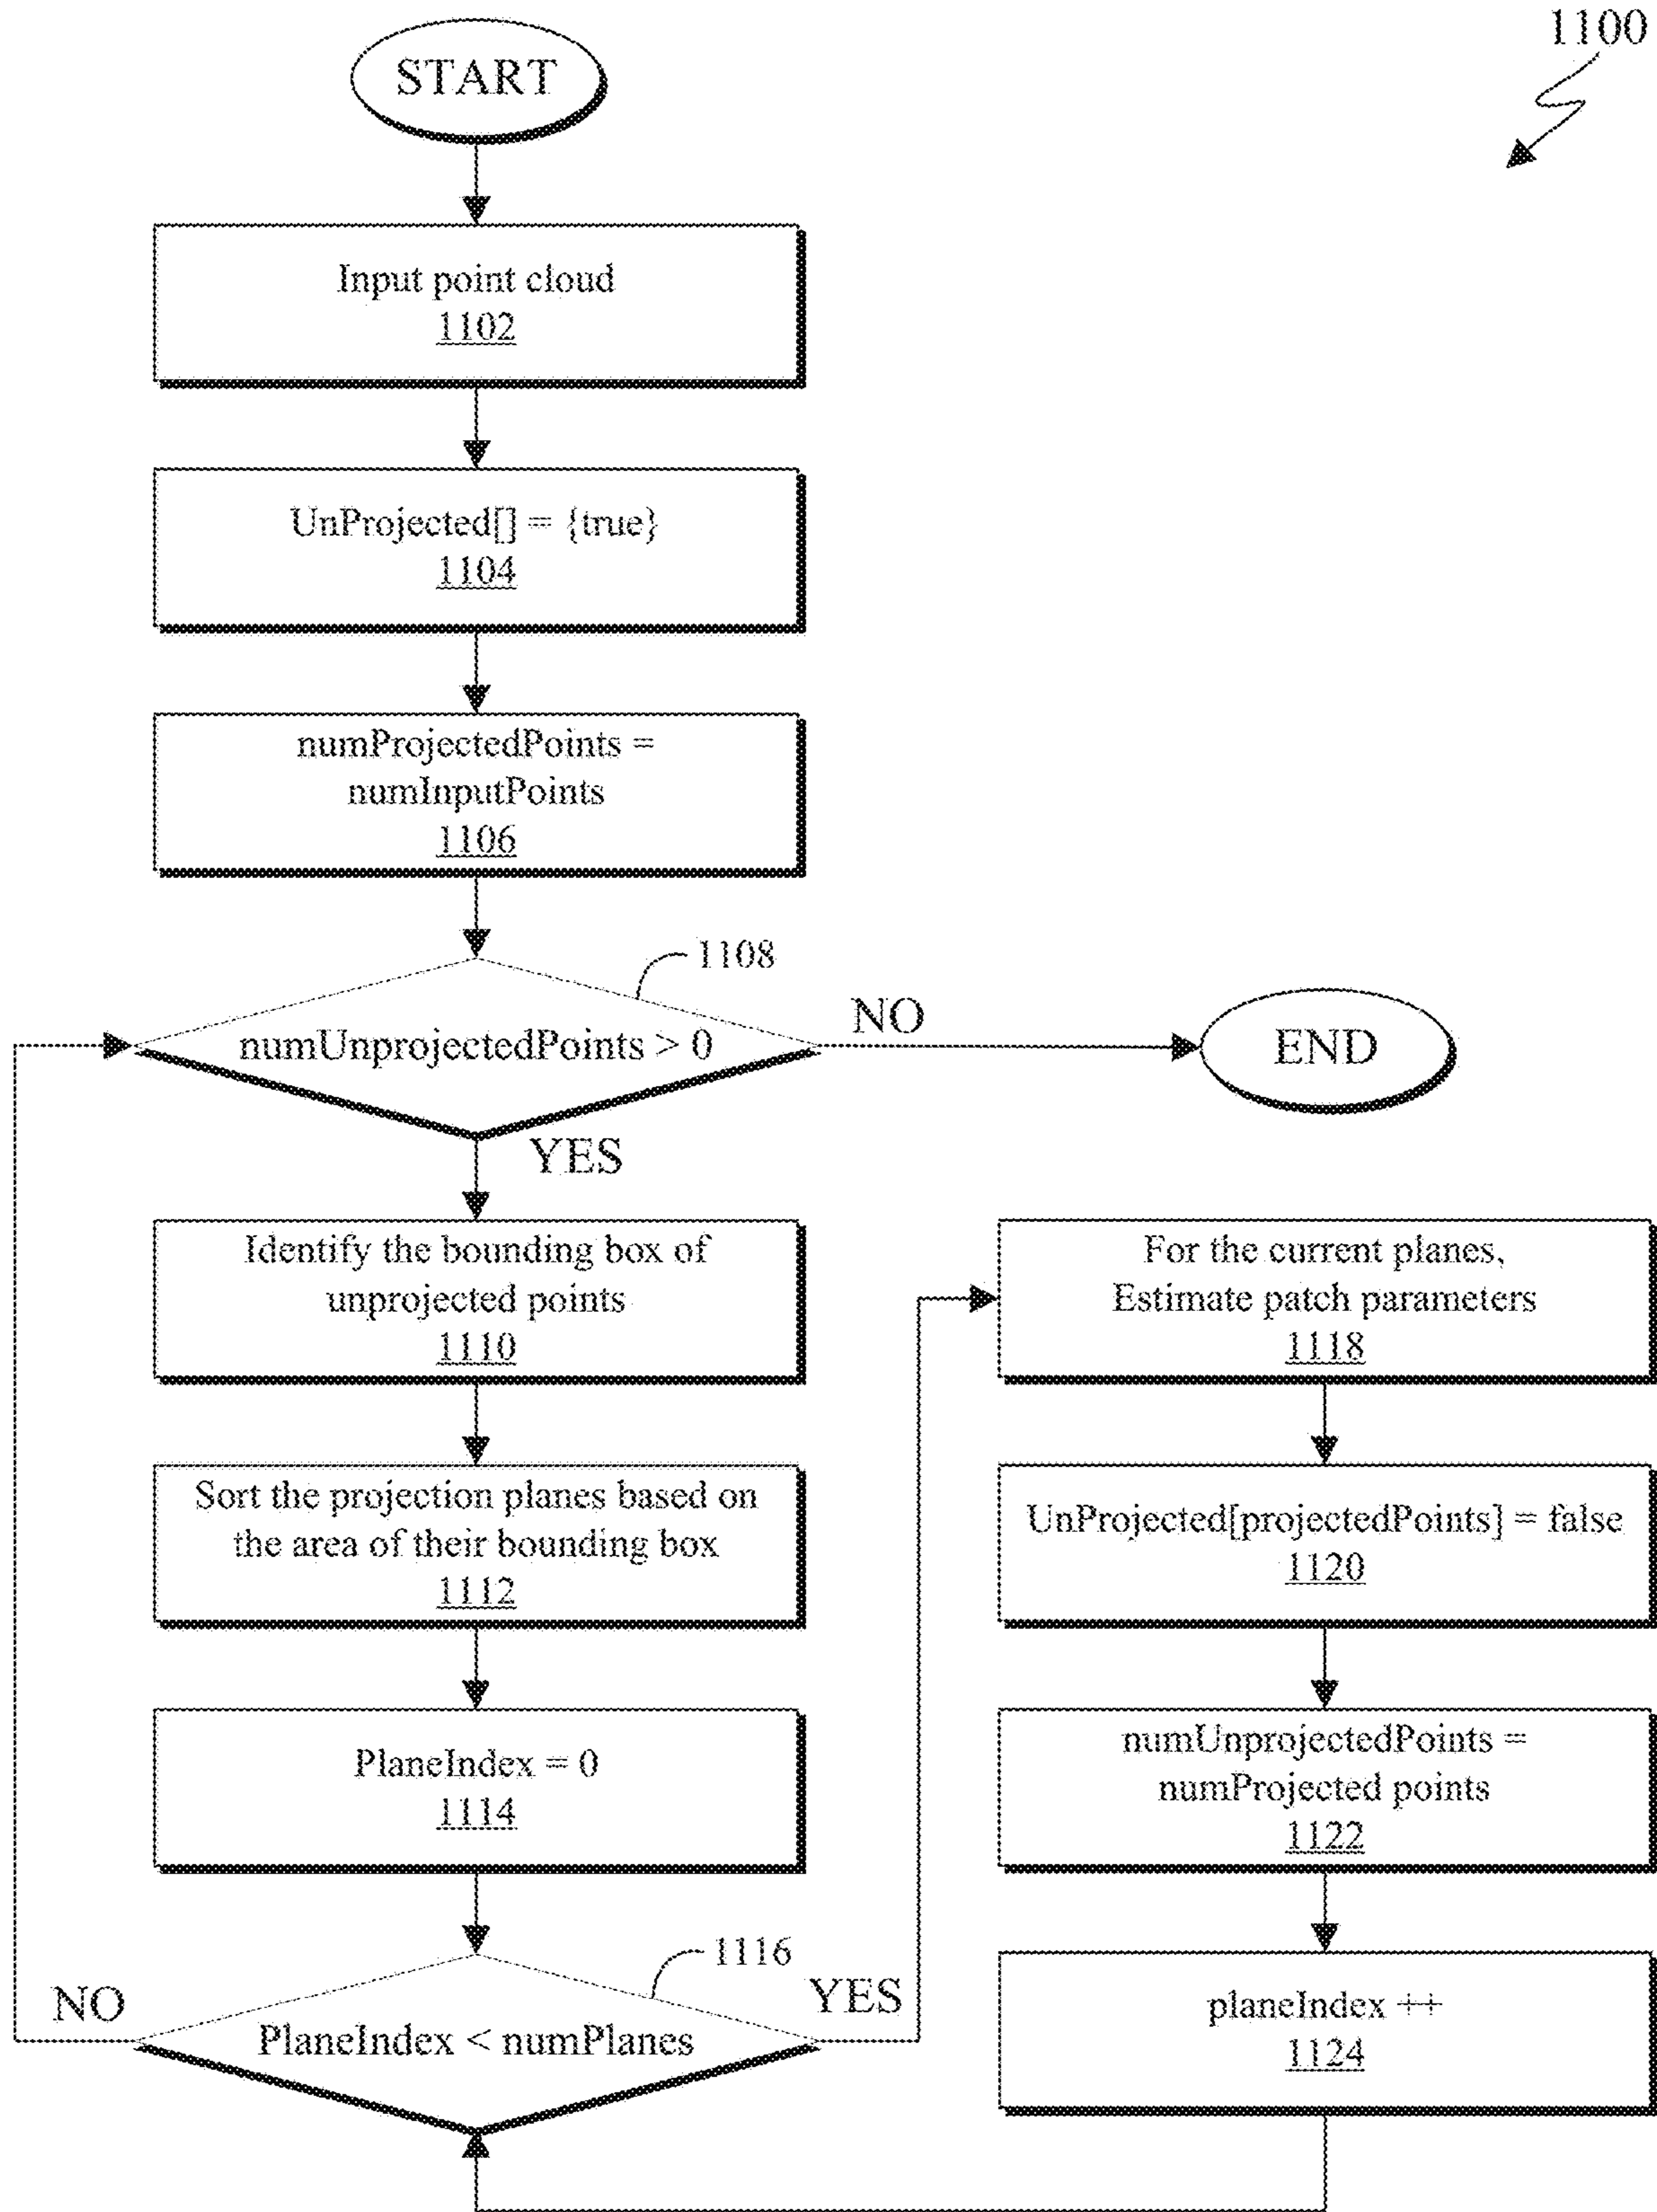 1100
START
Input point cloud
1102
UnProjected[] = {true}
1104
numProjectedPoints =
numInputPoints
1106
1108
numUnprojectedPoints > 0
NO
END
YES
Identify the bounding box of
unprojected points
1110
Sort the projection planes based on
the area of their bounding box
1112
PlaneIndex = 0
1114
1116
PlaneIndex < numPlanes
NO
YES
For the current planes,
Estimate patch parameters
1118
UnProjected[projectedPoints] = false
1120
numUnprojectedPoints =
numProjected points
1122
planeIndex ++
1124